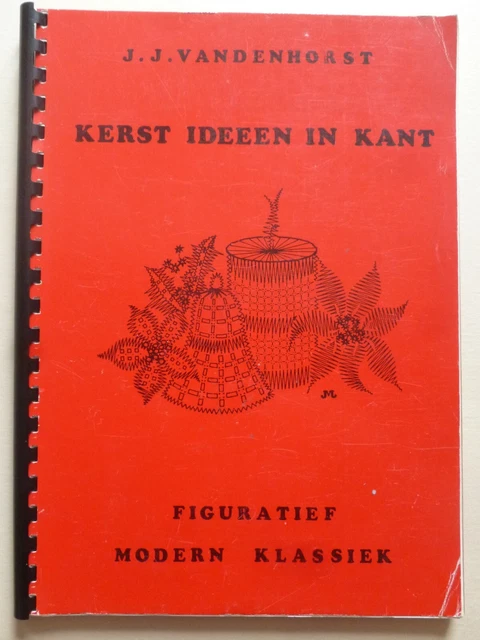 J.J.VANDENHORST
KERST IDEEEN IN KANT
FIGURATIEF
MODERN KLASSIEK